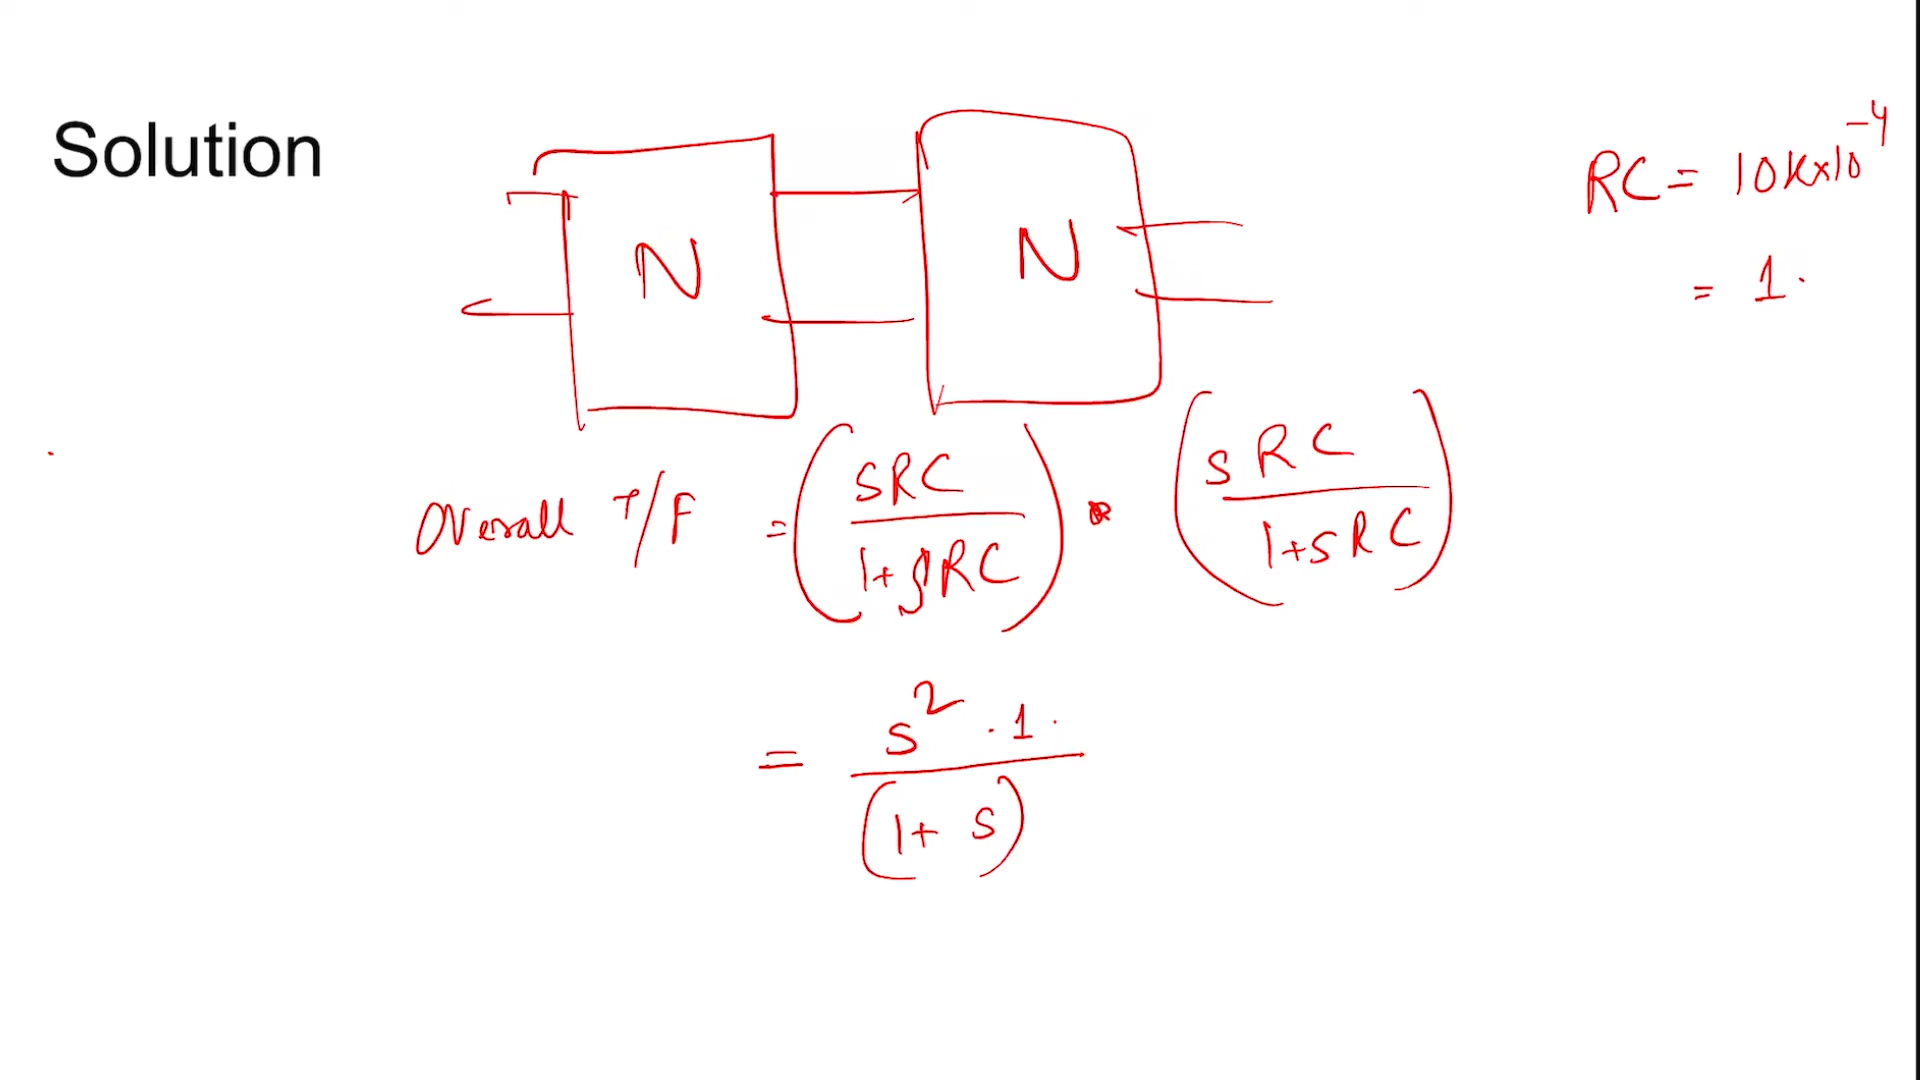 Solution
N N
RC = 10K×10⁻⁴
= 1.
Overall T/F = (SRC / 1+SRC) • (SRC / 1+SRC)
= S² · 1. / (1+ S)